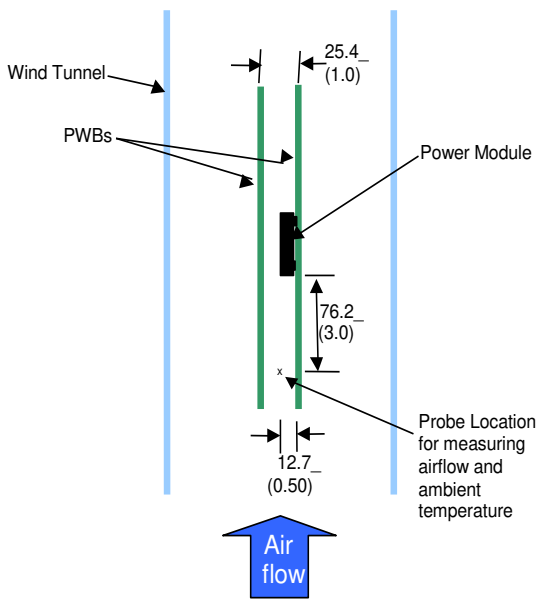 25.4_
(1.0)
Wind Tunnel
PWBs
Power Module
76.2_
(3.0)
x
Probe Location
for measuring
airflow and
ambient
temperature
12.7_
(0.50)
Air
flow